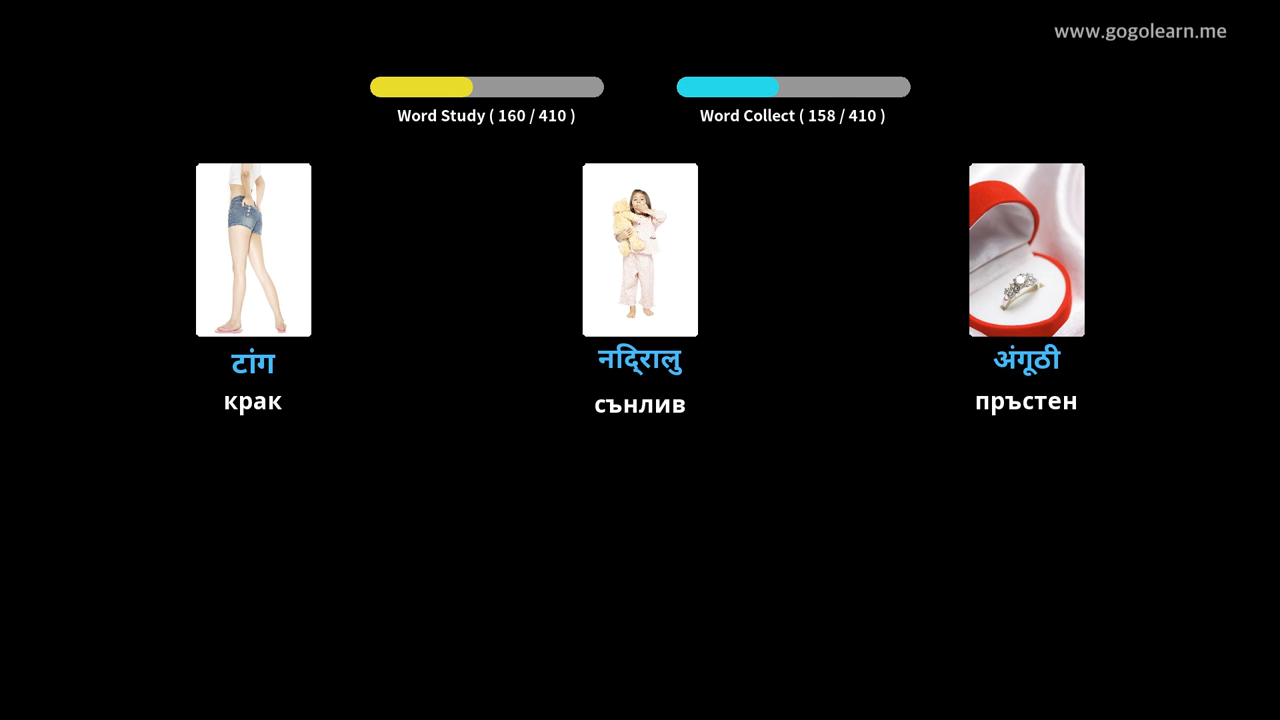 www.gogolearn.me
Word Study ( 160 / 410 )
Word Collect ( 158 / 410 )
टांग
नद्रिालु
अंगूठी
крак
сънлив
пръстен